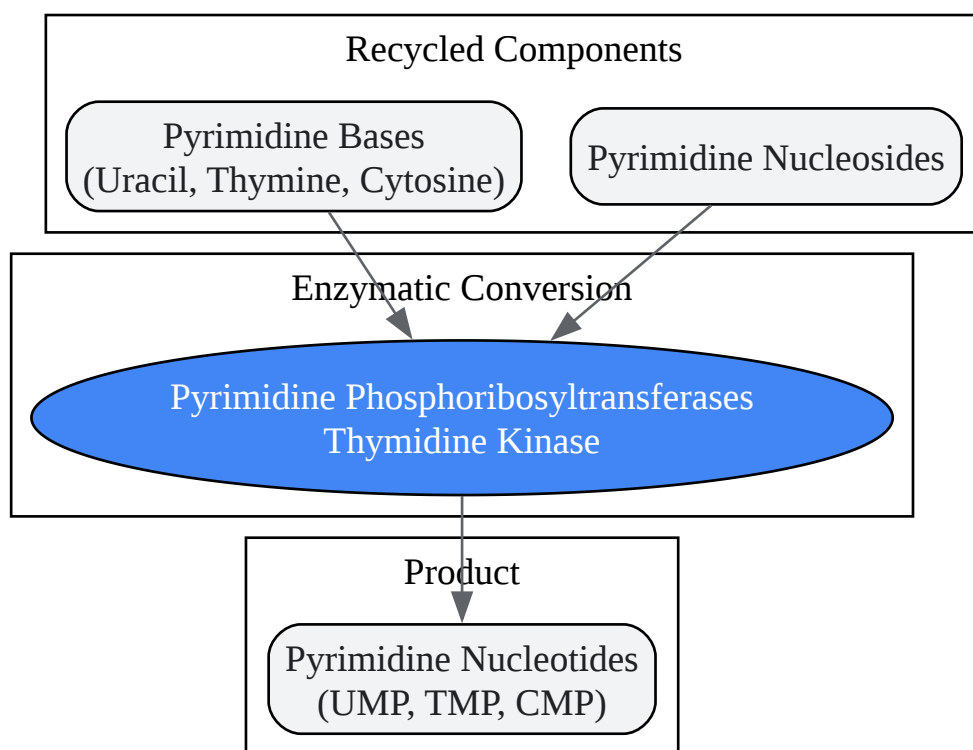 Recycled Components
Pyrimidine Bases
(Uracil, Thymine, Cytosine)
Pyrimidine Nucleosides
Enzymatic Conversion
Pyrimidine Phosphoribosyltransferases
Thymidine Kinase
Product
Pyrimidine Nucleotides
(UMP, TMP, CMP)